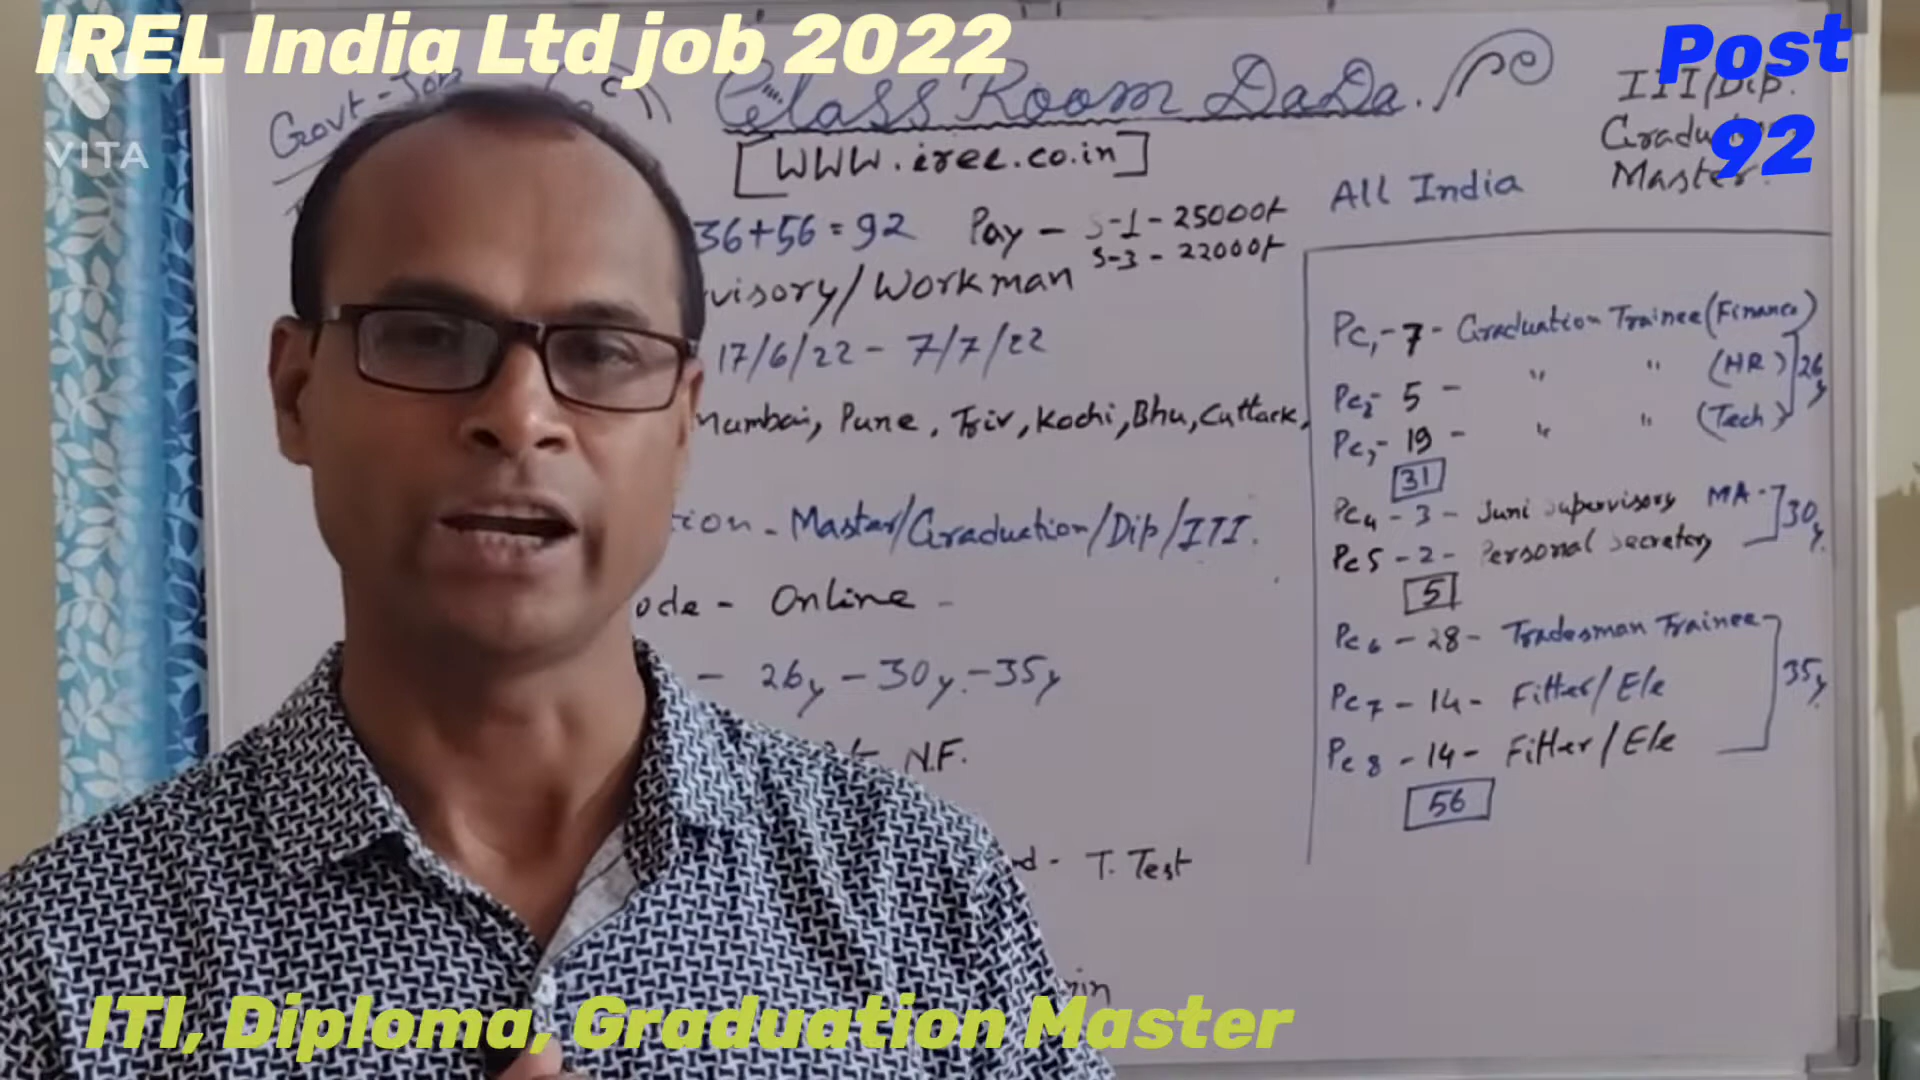 IREL India Ltd job 2022
Post
92
VITA
Govt - Job
Class Room DaDa.
[WWW.irel.co.in]
ITI/Dip.
Graduation
Master.
All India
36+56 = 92
Pay - S-1 - 25000/-
S-3 - 22000/-
visory/Workman
17/6/22 - 7/7/22
Mumbai, Pune, Triv, Kochi, Bhu, Cuttack,
tion - Master/Graduation/Dip/ITI.
ode - Online -
- 26y - 30y - 35y
N.F.
- T. Test
Pc1 - 7 - Graduation Trainee (Finance)
Pc2 - 5 - " " (HR) 26y
Pc3 - 19 - " " (Tech)
31
Pc4 - 3 - Juni supervisory MA
Pc5 - 2 - Personal secretary 30y
5
Pc6 - 28 - Tradesman Trainee
Pc7 - 14 - Fitter/Ele 35y
Pc8 - 14 - Fitter/Ele
56
ITI, Diploma, Graduation Master